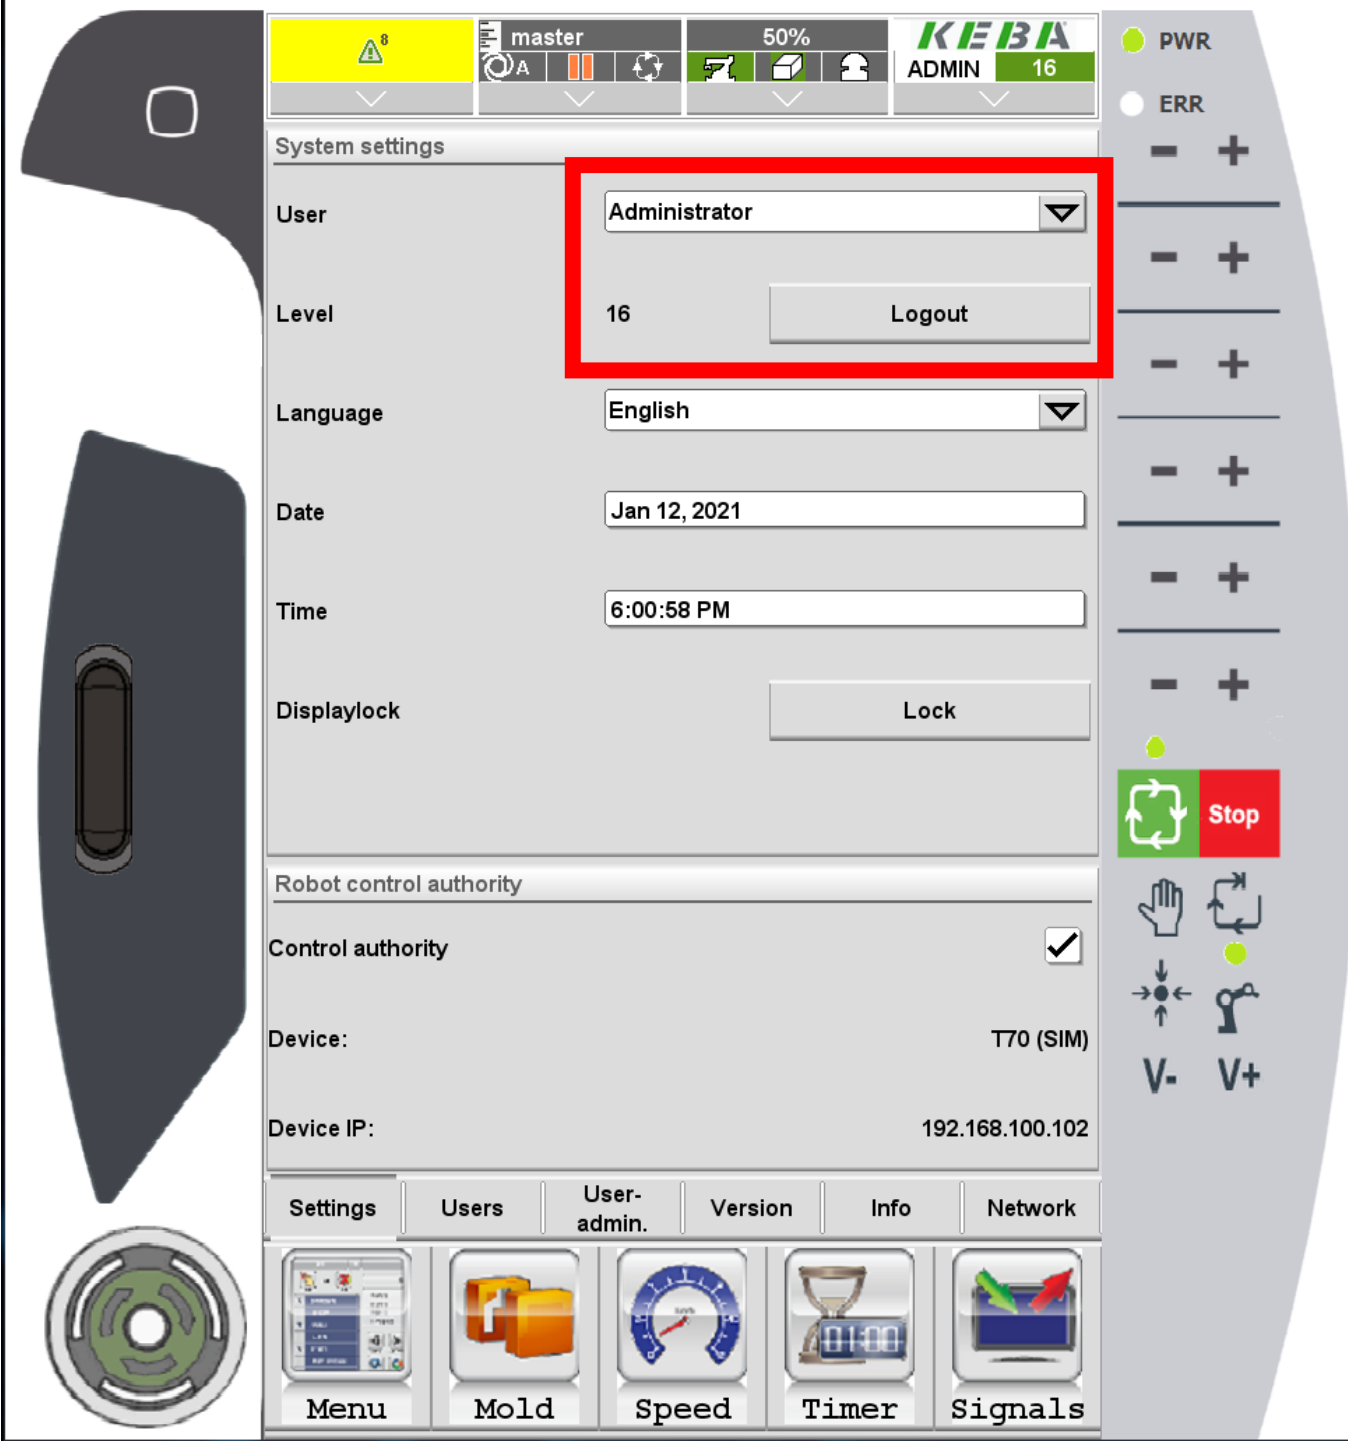 8
master
50%
KEBA
PWR
A
ADMIN
16
ERR
System settings
- +
User
Administrator
- +
Level
16
Logout
- +
Language
English
- +
Date
Jan 12, 2021
- +
Time
6:00:58 PM
- +
Displaylock
Lock
Stop
Robot control authority
Control authority
Device:
T70 (SIM)
V-
V+
Device IP:
192.168.100.102
Settings
Users
User-
admin.
Version
Info
Network
01:00
Menu
Mold
Speed
Timer
Signals